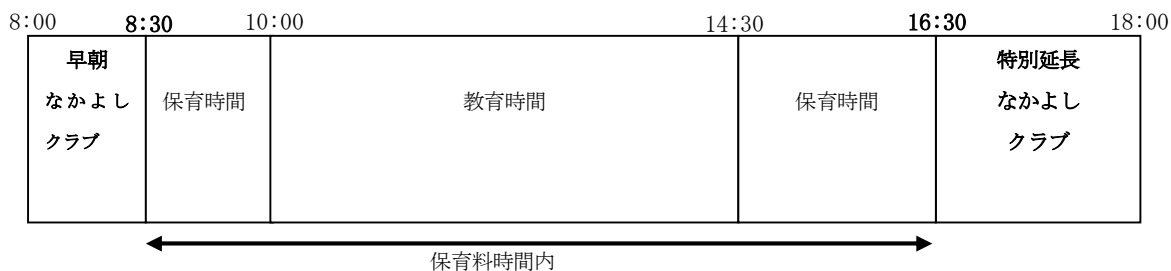 8:00 8:30 10:00 14:30 16:30 18:00
早朝
なかよし
クラブ
保育時間
教育時間
保育時間
特別延長
なかよし
クラブ
保育料時間内